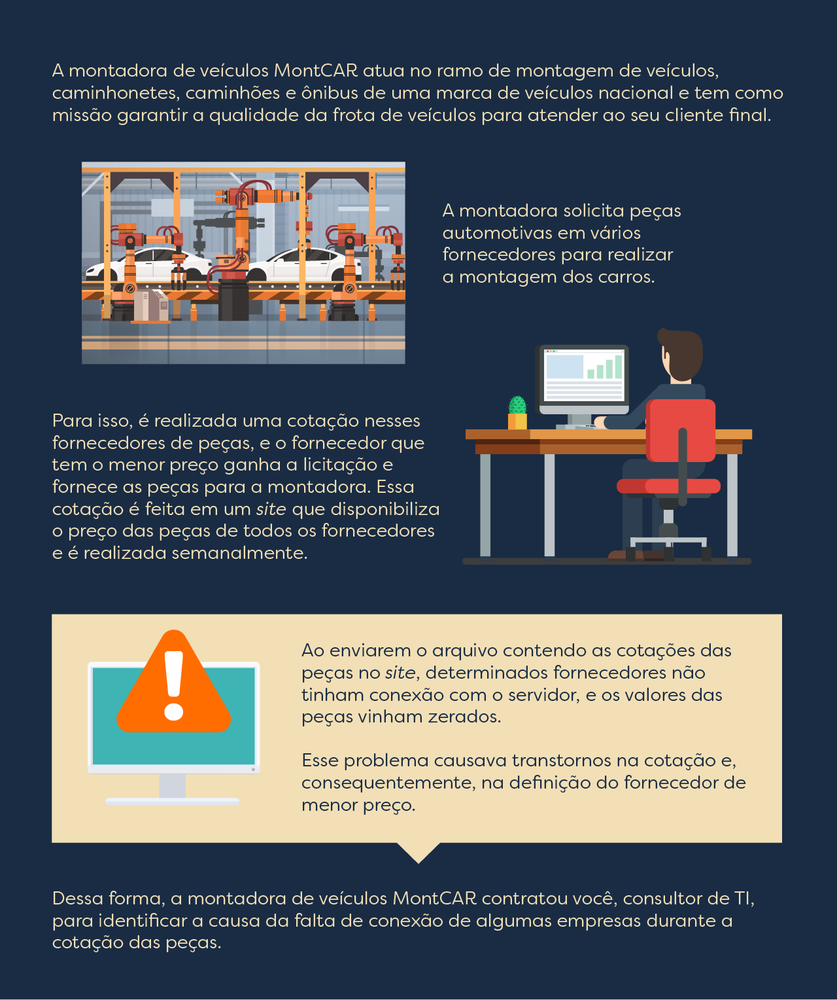 A montadora de veículos MontCAR atua no ramo de montagem de veículos,
caminhonetes, caminhões e ônibus de uma marca de veículos nacional e tem como
missão garantir a qualidade da frota de veículos para atender ao seu cliente final.
A montadora solicita peças
automotivas em vários
fornecedores para realizar
a montagem dos carros.
Para isso, é realizada uma cotação nesses
fornecedores de peças, e o fornecedor que
tem o menor preço ganha a licitação e
fornece as peças para a montadora. Essa
cotação é feita em um site que disponibiliza
o preço das peças de todos os fornecedores
e é realizada semanalmente.
Ao enviarem o arquivo contendo as cotações das
peças no site, determinados fornecedores não
tinham conexão com o servidor, e os valores das
peças vinham zerados.
Esse problema causava transtornos na cotação e,
consequentemente, na definição do fornecedor de
menor preço.
Dessa forma, a montadora de veículos MontCAR contratou você, consultor de TI,
para identificar a causa da falta de conexão de algumas empresas durante a
cotação das peças.